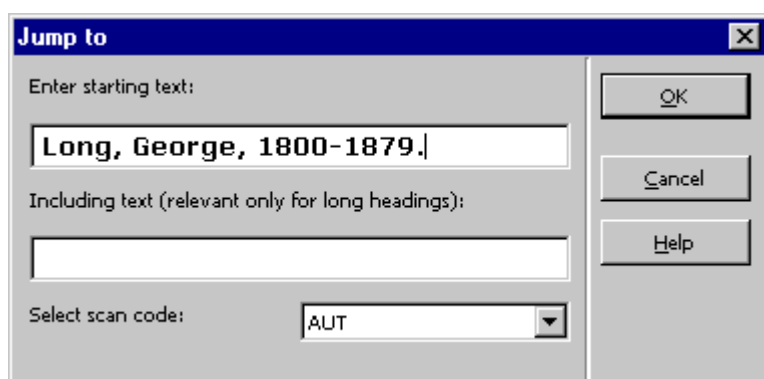 Jump to
Enter starting text:
Long, George, 1800-1879.
Including text (relevant only for long headings):
Select scan code:
AUT
OK
Cancel
Help